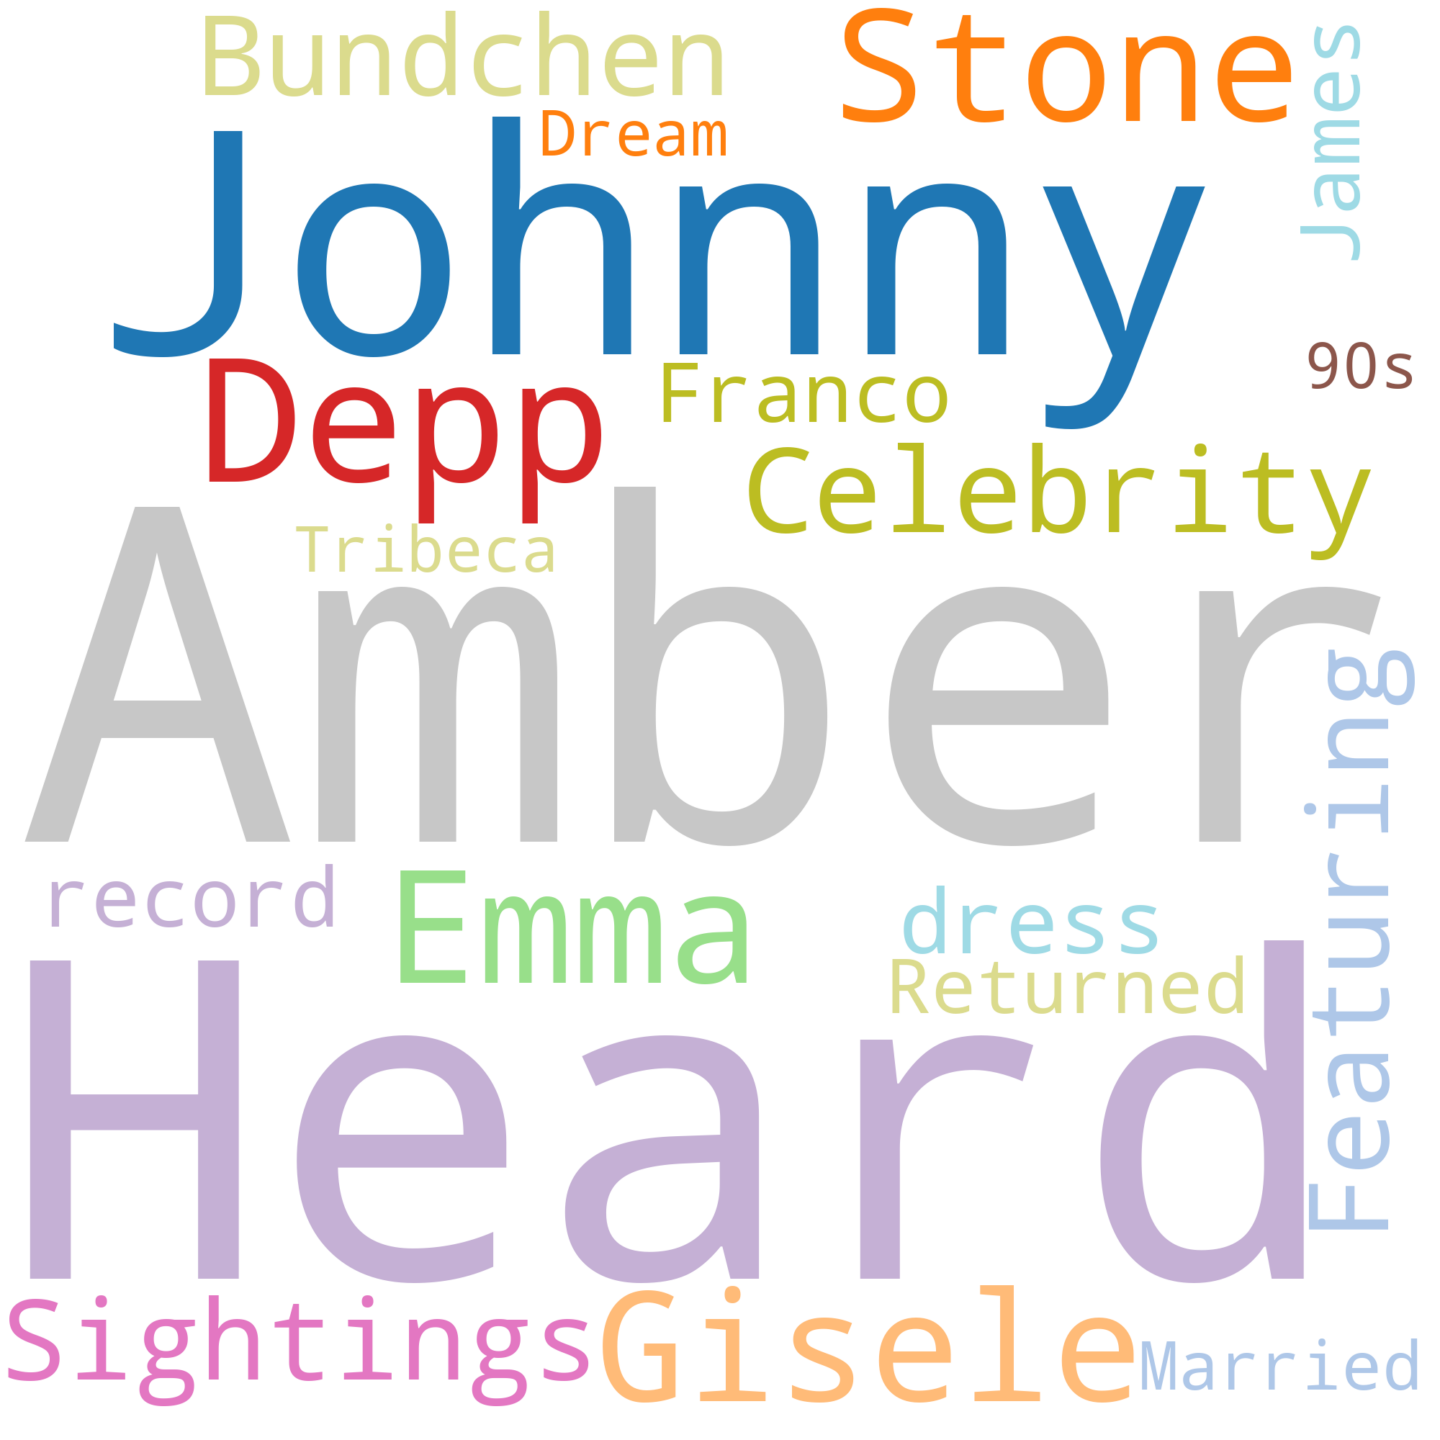 Bundchen
Stone
James
Dream
Johnny
90s
Depp
Franco
Celebrity
Tribeca
Amber
Featuring
record
Emma
dress
Returned
Heard
Sightings
Gisele
Married